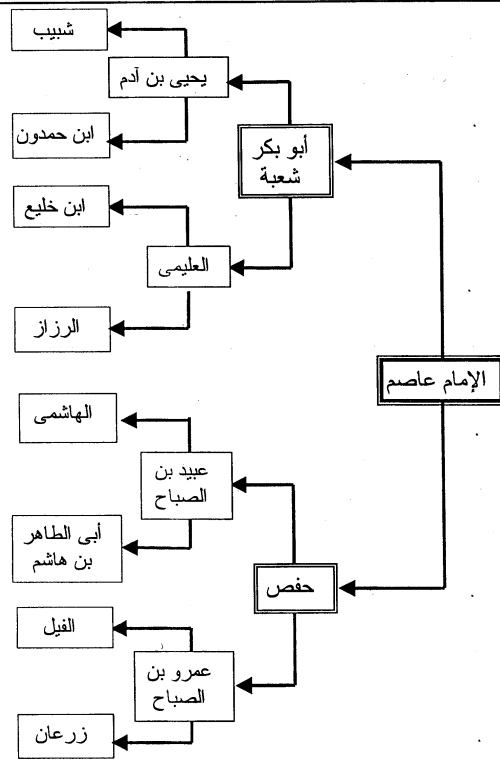 شبيب
يحيى بن آدم
ابن حمدون
أبو بكر
شعبة
ابن خليع
العليمى
الرزاز
الإمام عاصم
الهاشمى
عبيد بن
الصباح
أبى الطاهر
بن هاشم
حفص
الفيل
عمرو بن
الصباح
زرعان